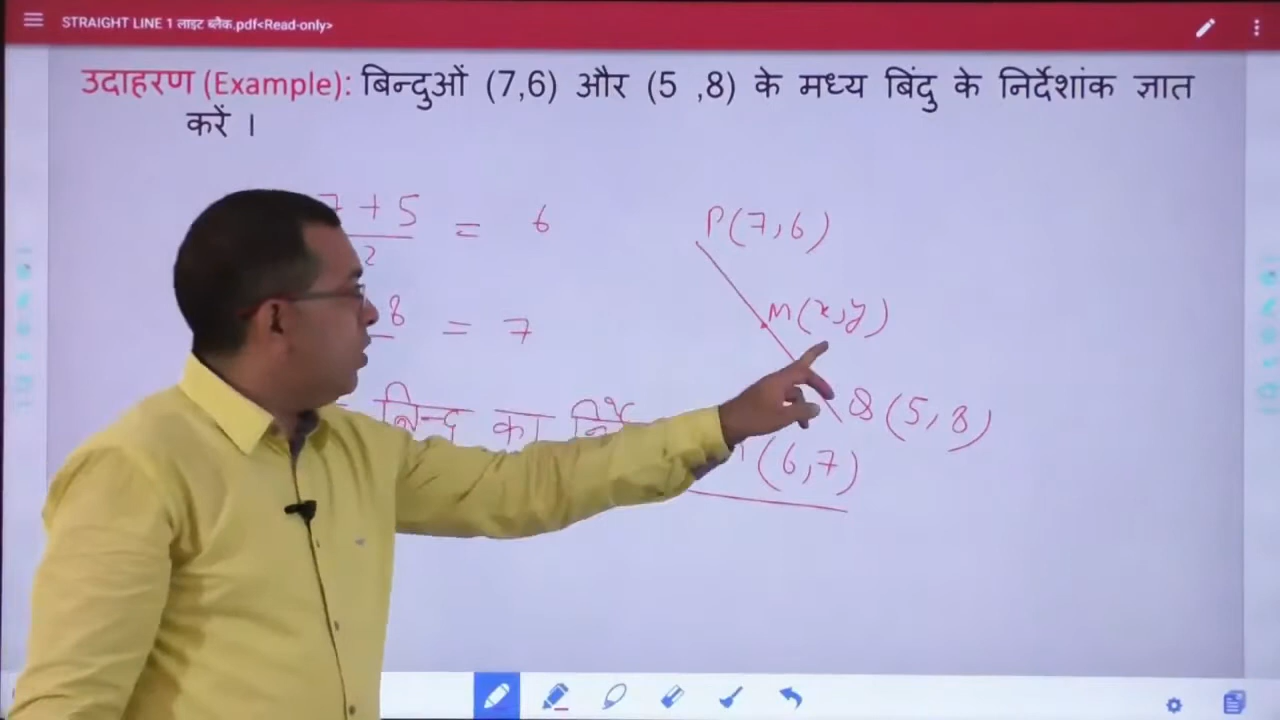 STRAIGHT LINE 1 लाइट ब्लैक.pdf<Read-only>
उदाहरण (Example): बिन्दुओं (7,6) और (5 ,8) के मध्य बिंदु के निर्देशांक ज्ञात
करें ।
7 + 5
2
= 6
P(7,6)
M(x,y)
8
= 7
Q(5,8)
बिन्दु का निर्दे
(6,7)